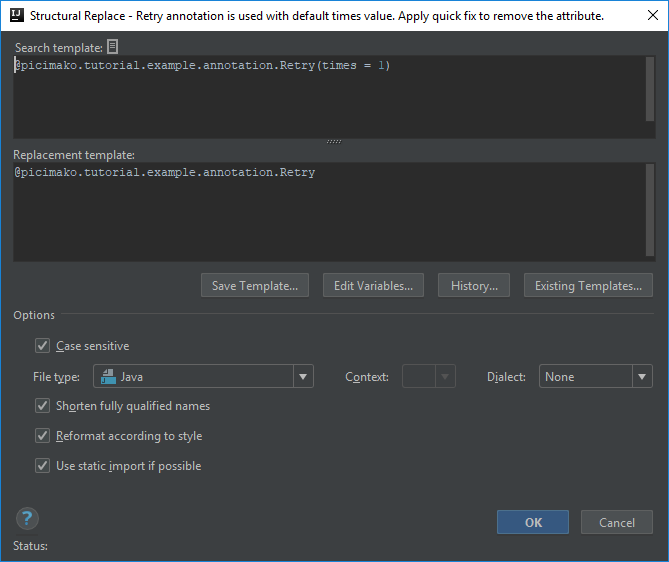 Structural Replace - Retry annotation is used with default times value. Apply quick fix to remove the attribute.
Search template:
@picimako.tutorial.example.annotation.Retry(times = 1)
Replacement template:
@picimako.tutorial.example.annotation.Retry
Save Template... Edit Variables... History... Existing Templates...
Options
Case sensitive
File type: Java Context: Dialect: None
Shorten fully qualified names
Reformat according to style
Use static import if possible
? OK Cancel
Status: